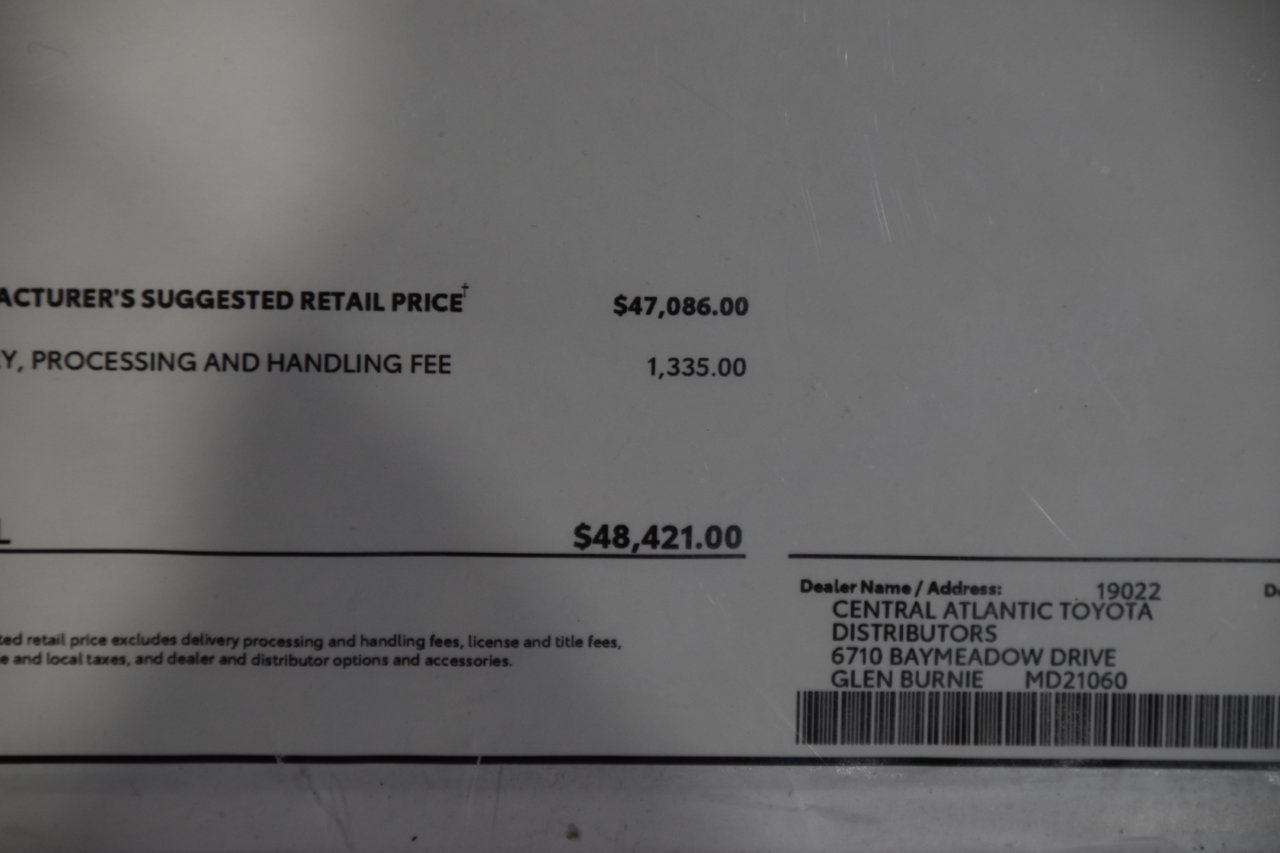 ACTURER'S SUGGESTED RETAIL PRICE† $47,086.00
Y, PROCESSING AND HANDLING FEE 1,335.00
L $48,421.00
ted retail price excludes delivery processing and handling fees, license and title fees,
e and local taxes, and dealer and distributor options and accessories.
Dealer Name / Address: 19022
CENTRAL ATLANTIC TOYOTA
DISTRIBUTORS
6710 BAYMEADOW DRIVE
GLEN BURNIE MD21060